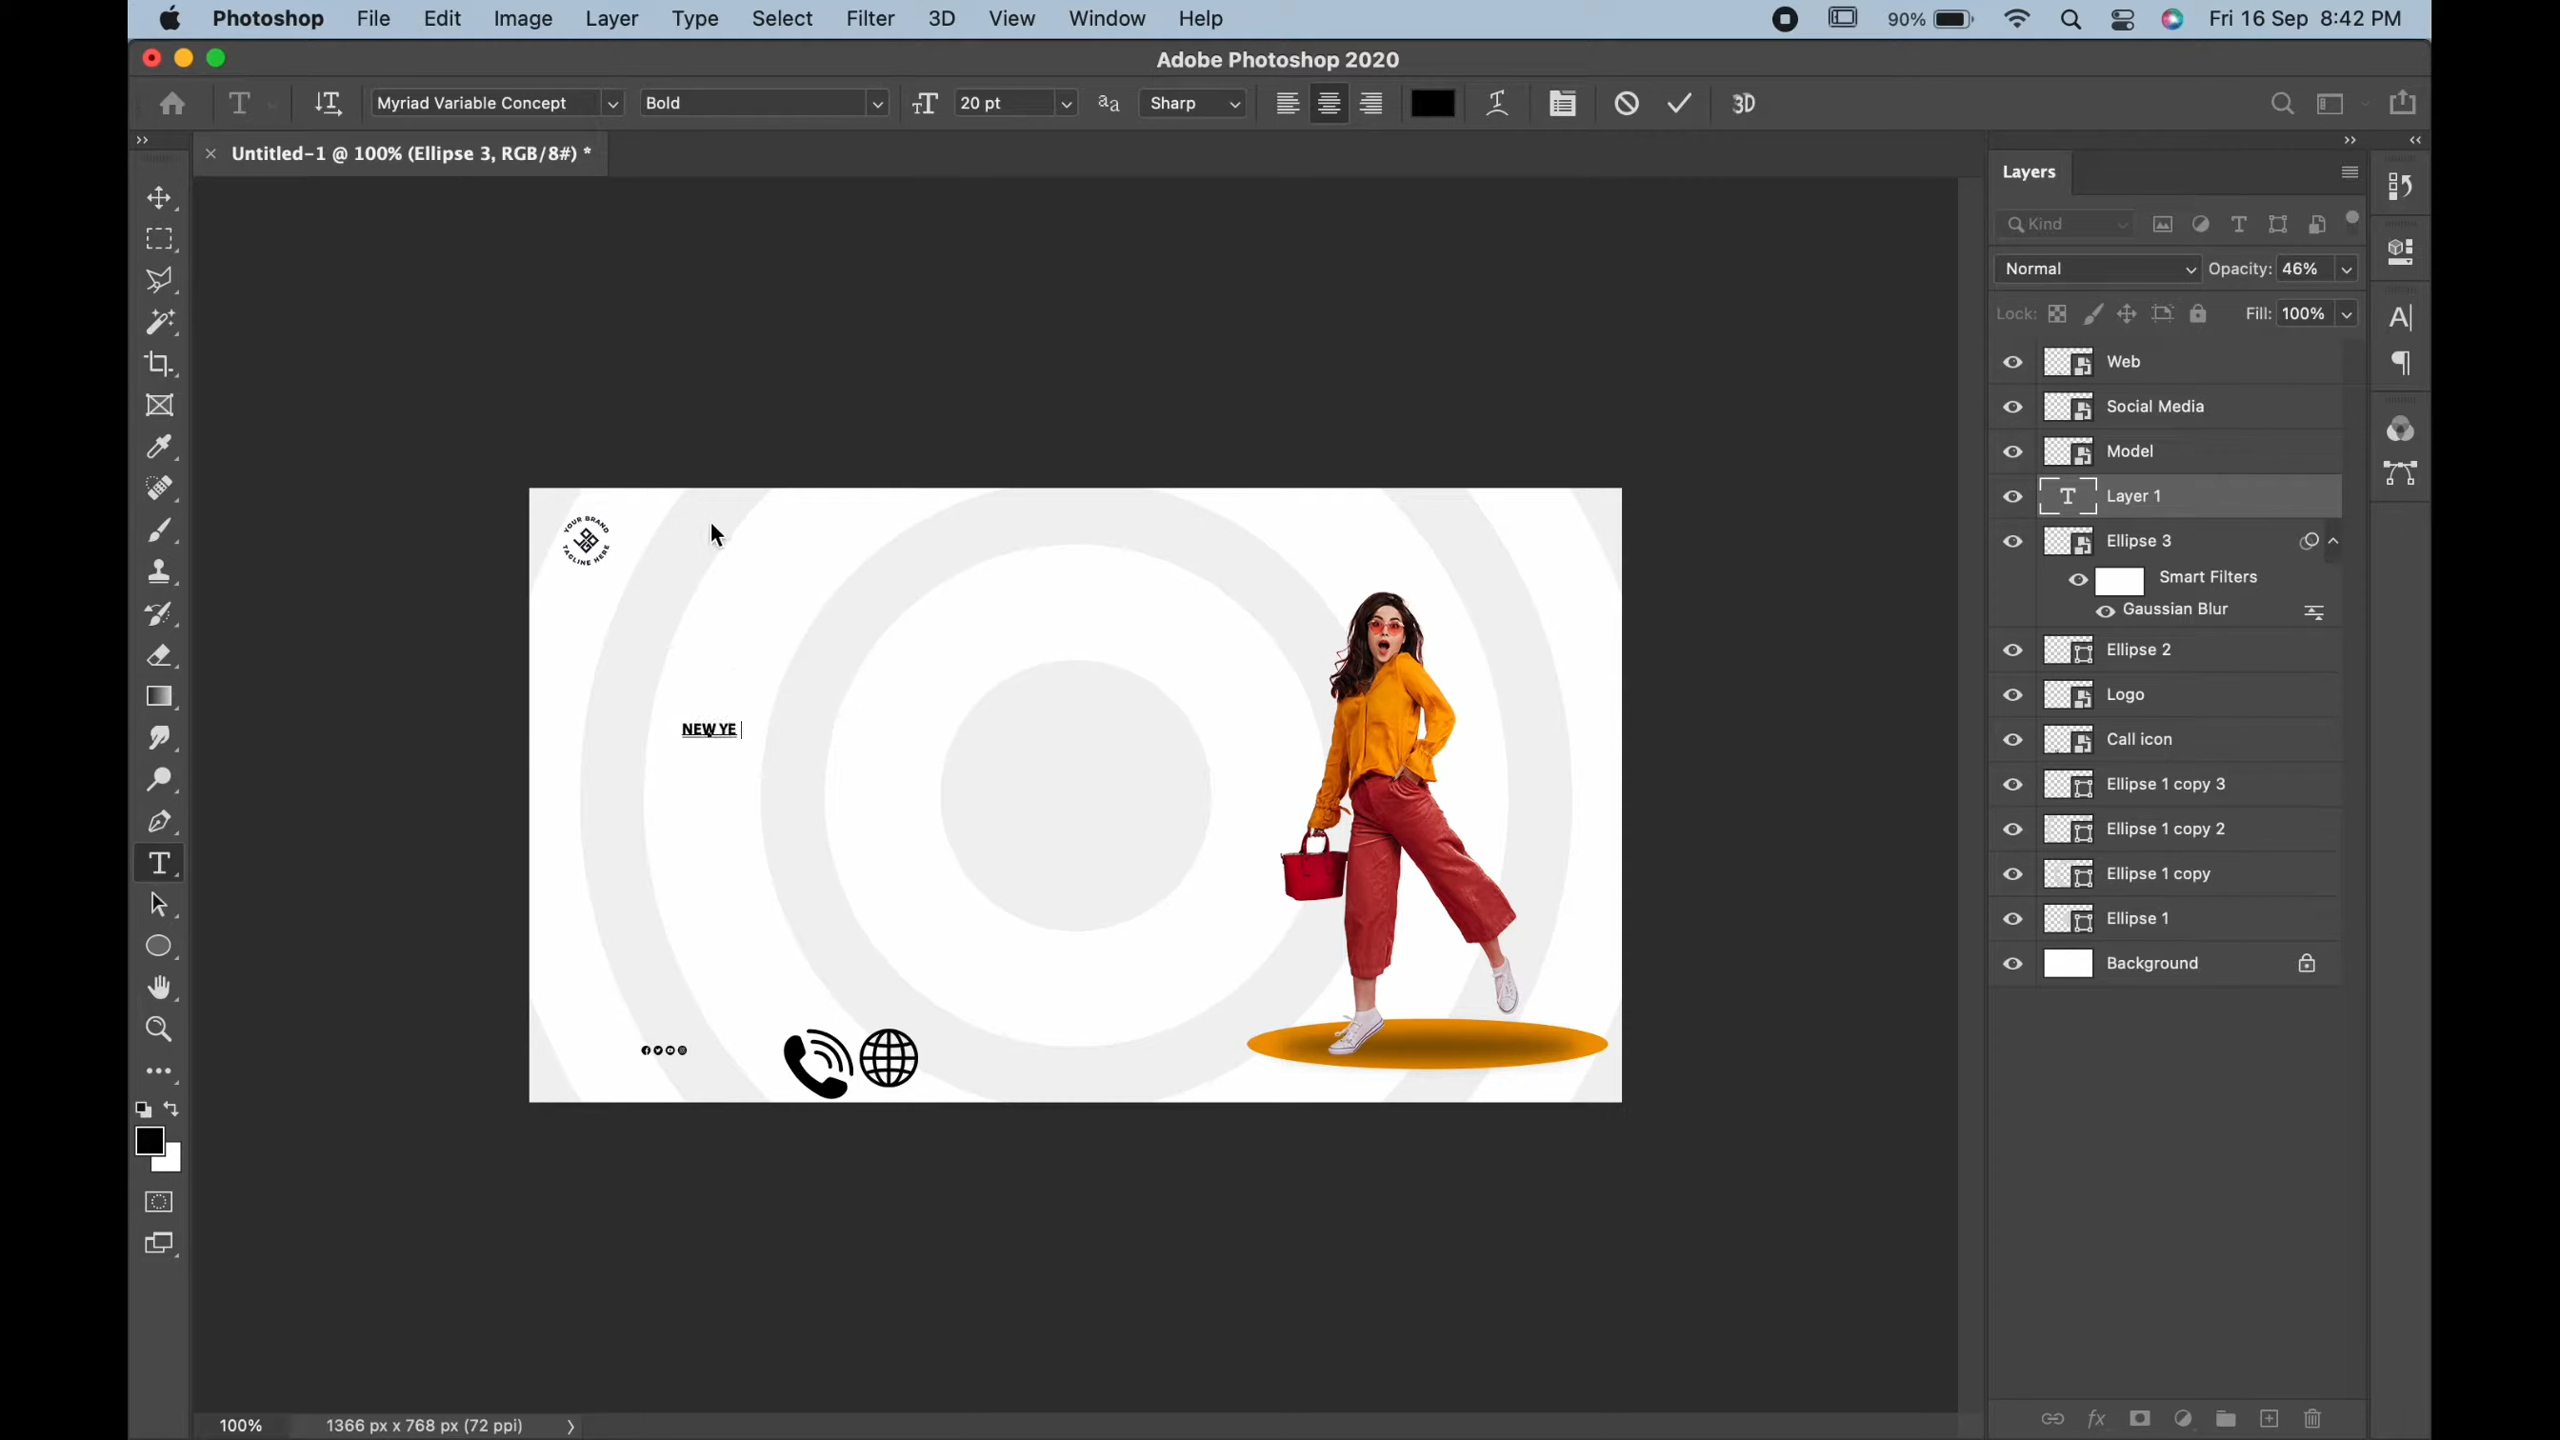 Photoshop File Edit Image Layer Type Select Filter 3D View Window Help 90% Fri 16 Sep 8:42 PM
Adobe Photoshop 2020
Myriad Variable Concept Bold 20 pt Sharp 3D
Untitled-1 @ 100% (Ellipse 3, RGB/8#) *
Layers
Kind
Normal Opacity: 46%
Lock: Fill: 100%
Web
Social Media
Model
Layer 1
Ellipse 3
Smart Filters
Gaussian Blur
Ellipse 2
Logo
Call icon
Ellipse 1 copy 3
Ellipse 1 copy 2
Ellipse 1 copy
Ellipse 1
Background
YOUR BRAND
TAGLINE HERE
NEW YE
100% 1366 px x 768 px (72 ppi)